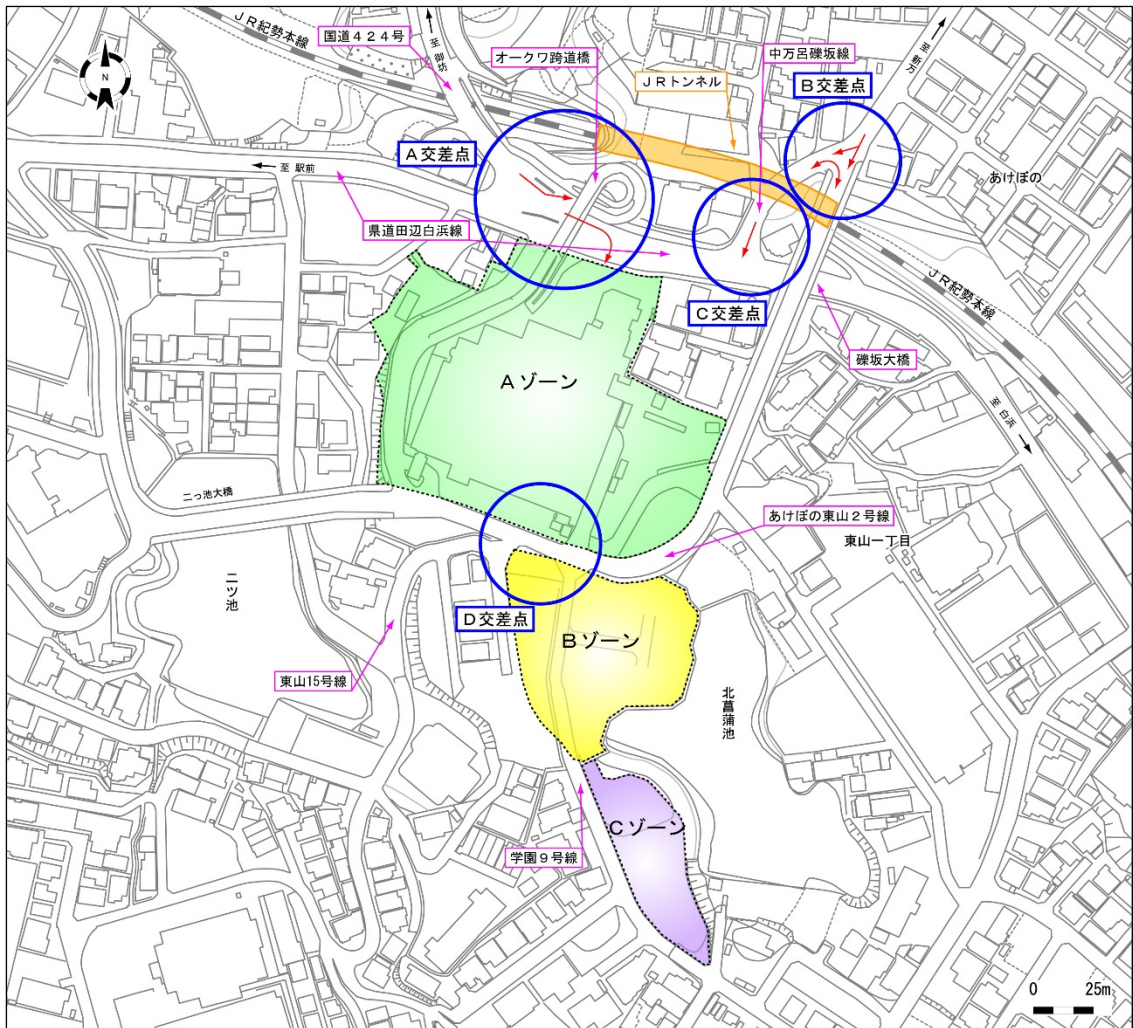 ＪＲ紀勢本線
国道４２４号
至 御坊
オークワ跨道橋
中万呂礫坂線
至 新万
N
ＪＲトンネル
Ｂ交差点
Ａ交差点
至 駅前
あけぼの
県道田辺白浜線
ＪＲ紀勢本線
Ｃ交差点
礫坂大橋
Ａゾーン
至 白浜
二っ池大橋
あけぼの東山２号線
東山一丁目
二ツ池
Ｄ交差点
Ｂゾーン
東山15号線
北菖蒲池
Ｃゾーン
学園９号線
0 25m